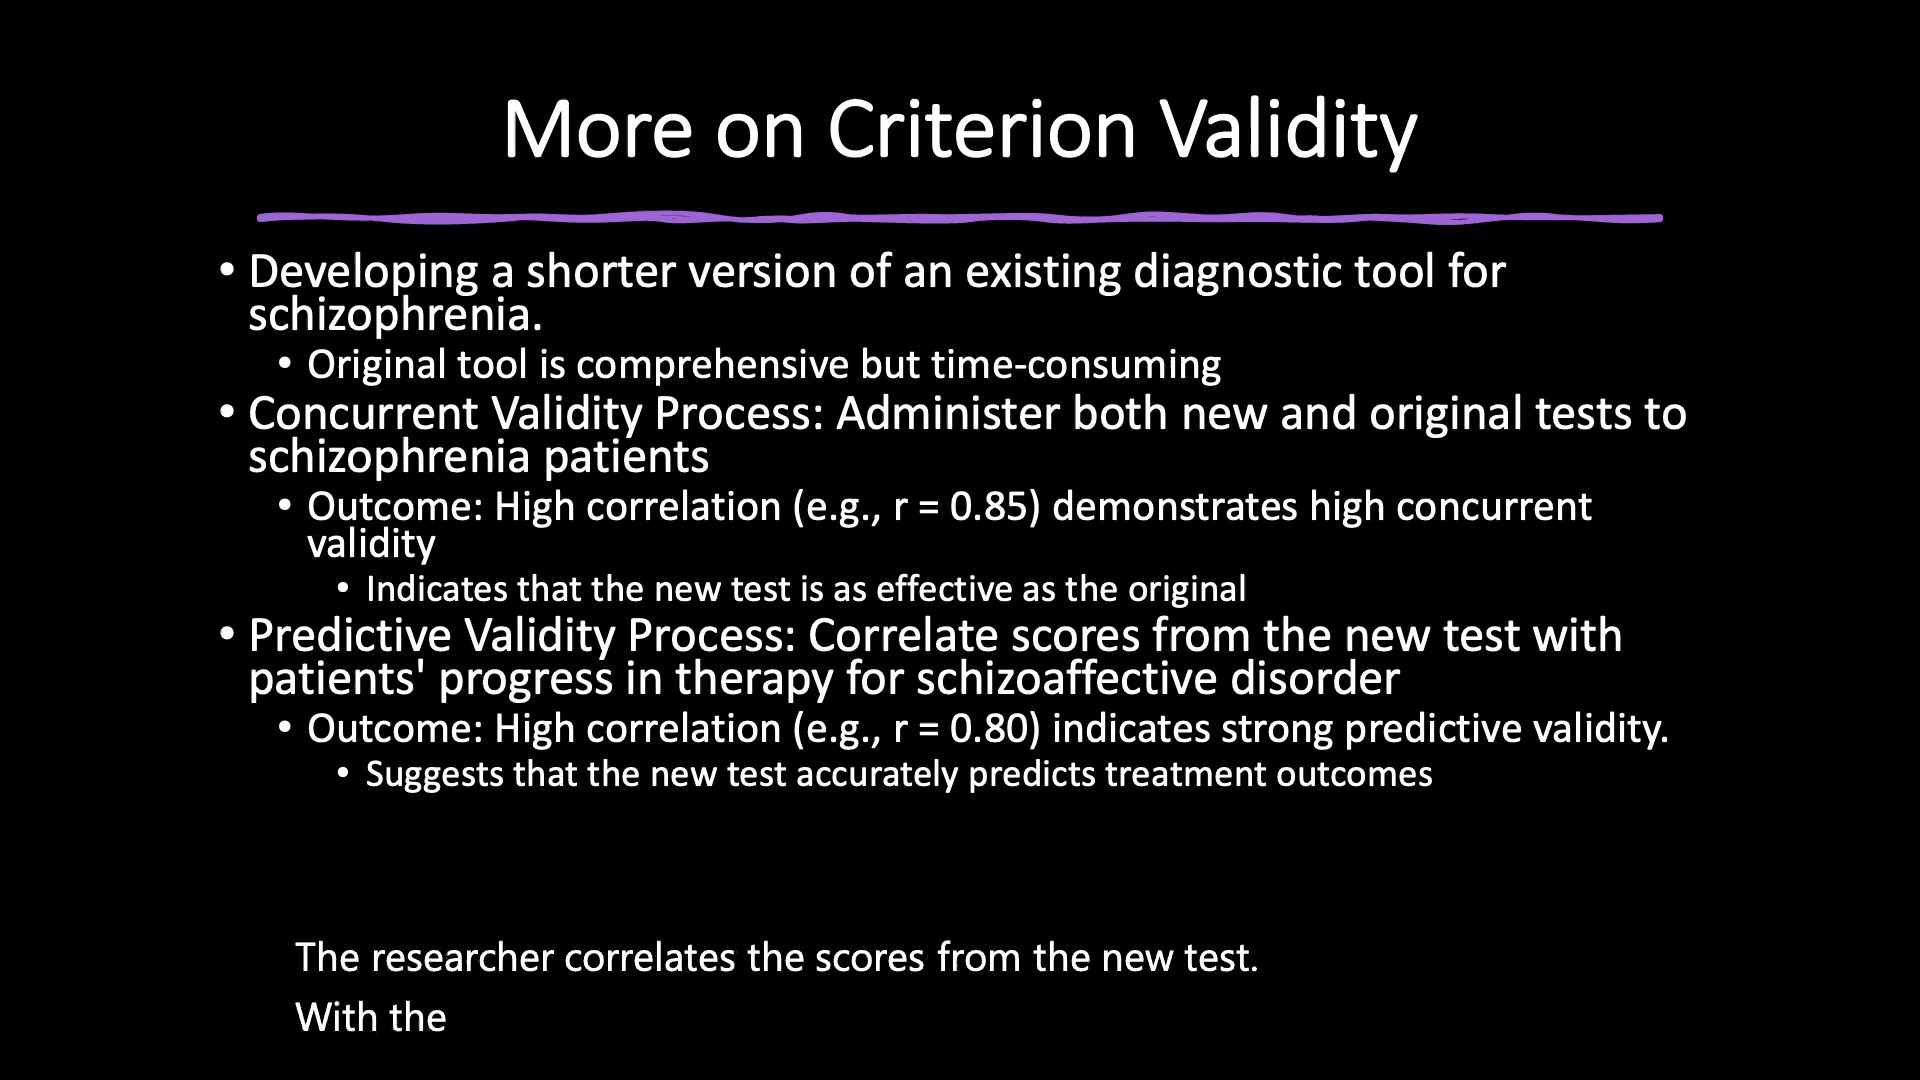 More on Criterion Validity
• Developing a shorter version of an existing diagnostic tool for
schizophrenia.
• Original tool is comprehensive but time-consuming
• Concurrent Validity Process: Administer both new and original tests to
schizophrenia patients
• Outcome: High correlation (e.g., r = 0.85) demonstrates high concurrent
validity
• Indicates that the new test is as effective as the original
• Predictive Validity Process: Correlate scores from the new test with
patients' progress in therapy for schizoaffective disorder
• Outcome: High correlation (e.g., r = 0.80) indicates strong predictive validity.
• Suggests that the new test accurately predicts treatment outcomes
The researcher correlates the scores from the new test.
With the